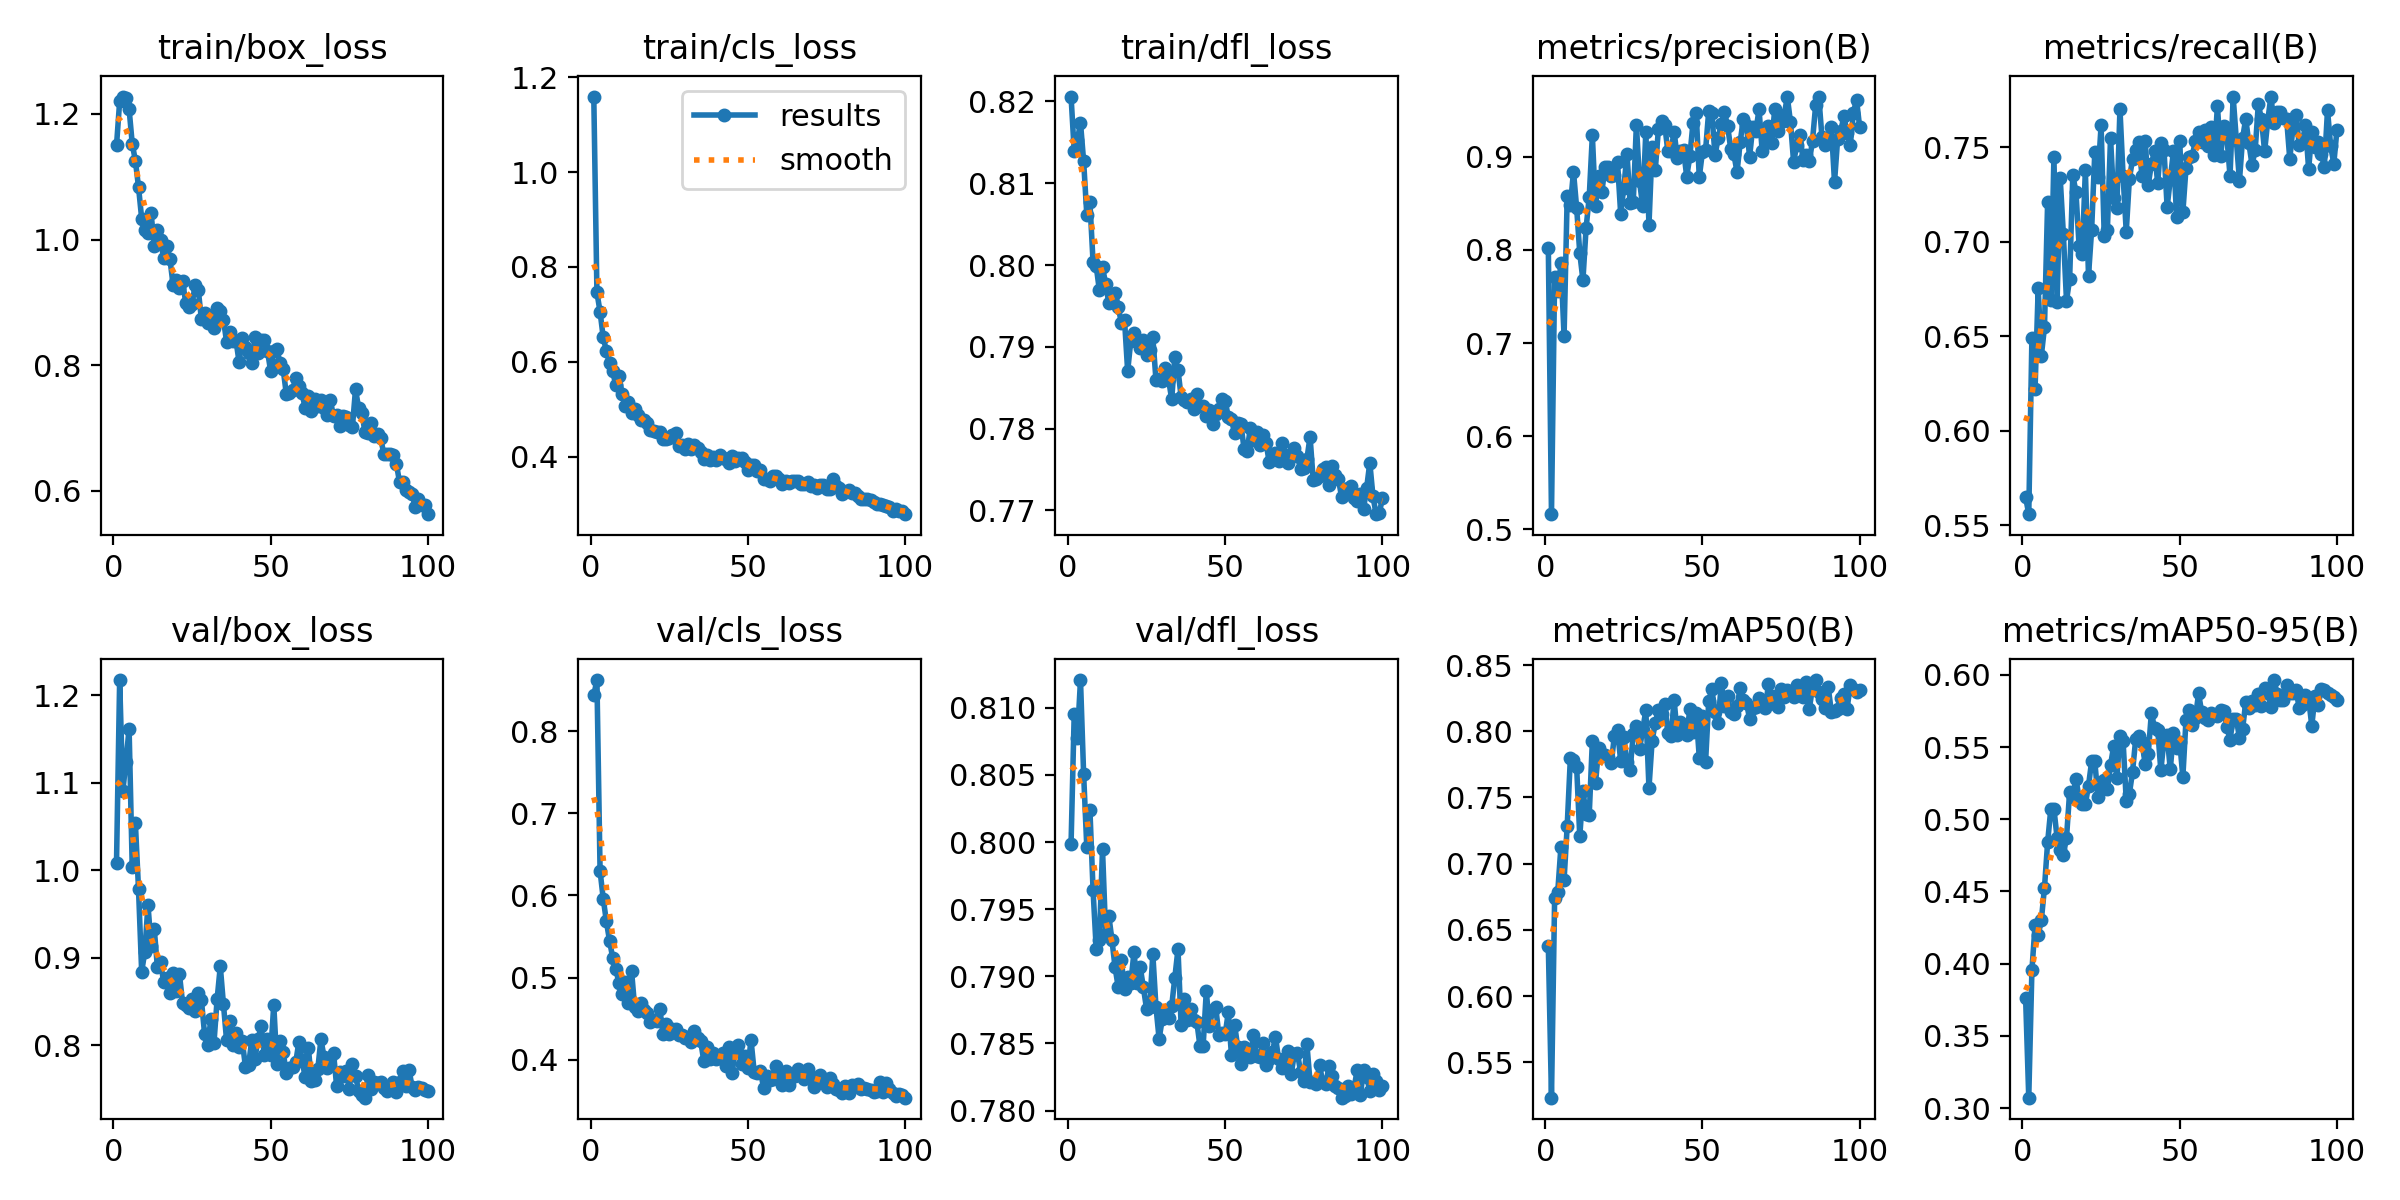 train/box_loss
1.2
1.0
0.8
0.6
0 50 100
train/cls_loss
results
smooth
1.2
1.0
0.8
0.6
0.4
0 50 100
train/dfl_loss
0.82
0.81
0.80
0.79
0.78
0.77
0 50 100
metrics/precision(B)
0.9
0.8
0.7
0.6
0.5
0 50 100
metrics/recall(B)
0.75
0.70
0.65
0.60
0.55
0 50 100
val/box_loss
1.2
1.1
1.0
0.9
0.8
0 50 100
val/cls_loss
0.8
0.7
0.6
0.5
0.4
0 50 100
val/dfl_loss
0.810
0.805
0.800
0.795
0.790
0.785
0.780
0 50 100
metrics/mAP50(B)
0.85
0.80
0.75
0.70
0.65
0.60
0.55
0 50 100
metrics/mAP50-95(B)
0.60
0.55
0.50
0.45
0.40
0.35
0.30
0 50 100